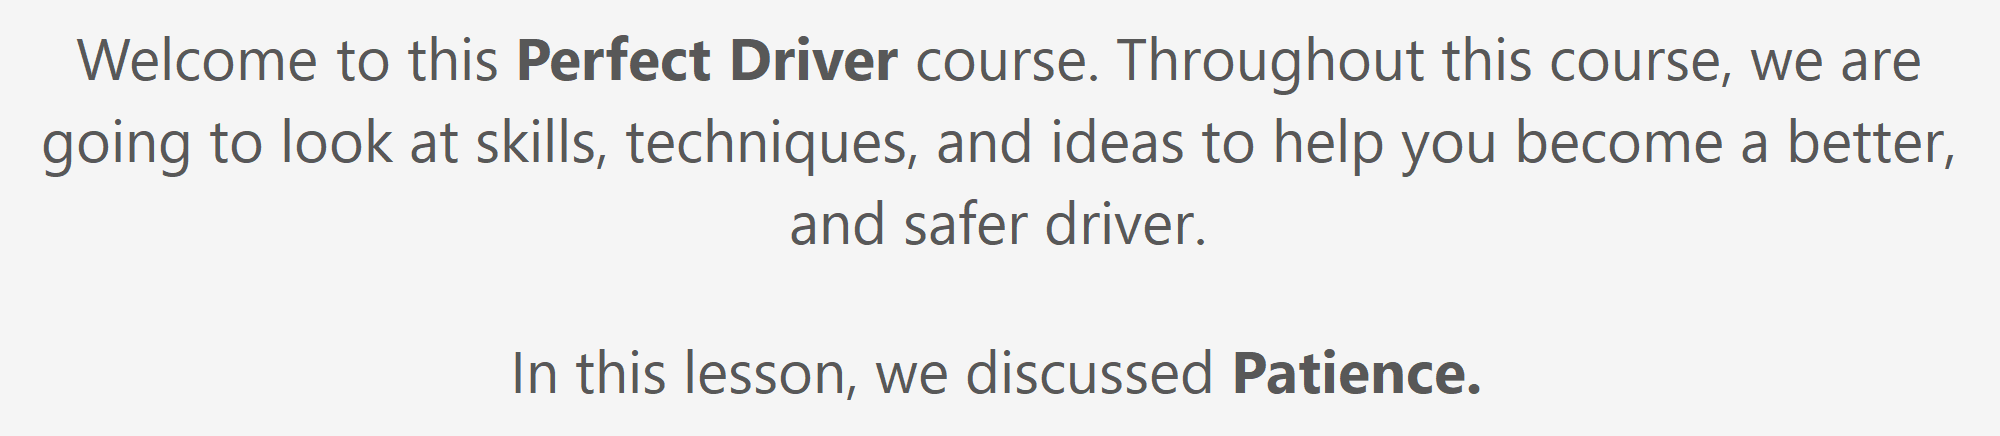 Welcome to this Perfect Driver course. Throughout this course, we are
going to look at skills, techniques, and ideas to help you become a better,
and safer driver.
In this lesson, we discussed Patience.